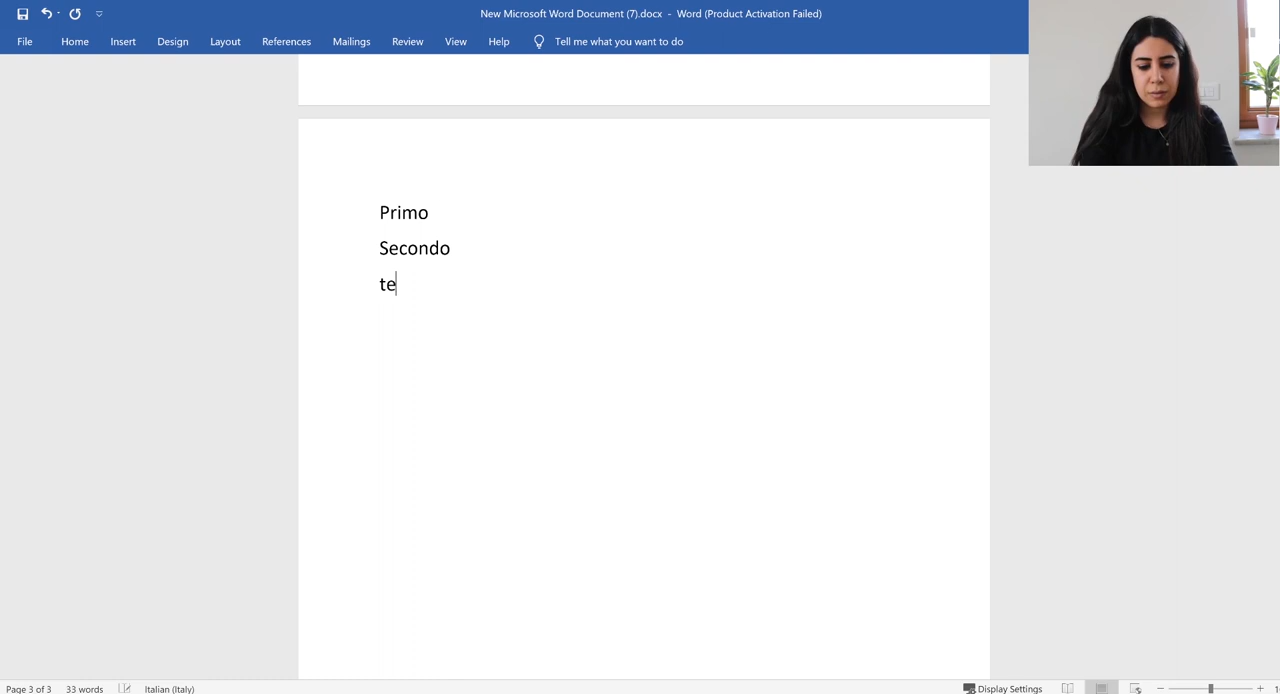 New Microsoft Word Document (7).docx - Word (Product Activation Failed)
File Home Insert Design Layout References Mailings Review View Help Tell me what you want to do
Primo
Secondo
te
Page 3 of 3 33 words Italian (Italy) Display Settings